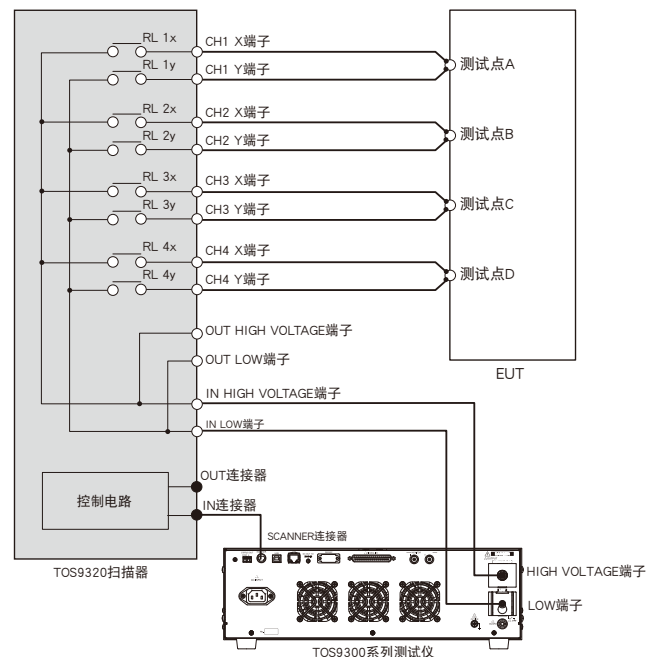 RL 1x
CH1 X端子
RL 1y
CH1 Y端子
测试点A
RL 2x
CH2 X端子
RL 2y
CH2 Y端子
测试点B
RL 3x
CH3 X端子
RL 3y
CH3 Y端子
测试点C
RL 4x
CH4 X端子
RL 4y
CH4 Y端子
测试点D
OUT HIGH VOLTAGE端子
OUT LOW端子
EUT
IN HIGH VOLTAGE端子
IN LOW端子
OUT连接器
控制电路
IN连接器
SCANNER连接器
TOS9320扫描器
HIGH VOLTAGE端子
LOW端子
TOS9300系列测试仪